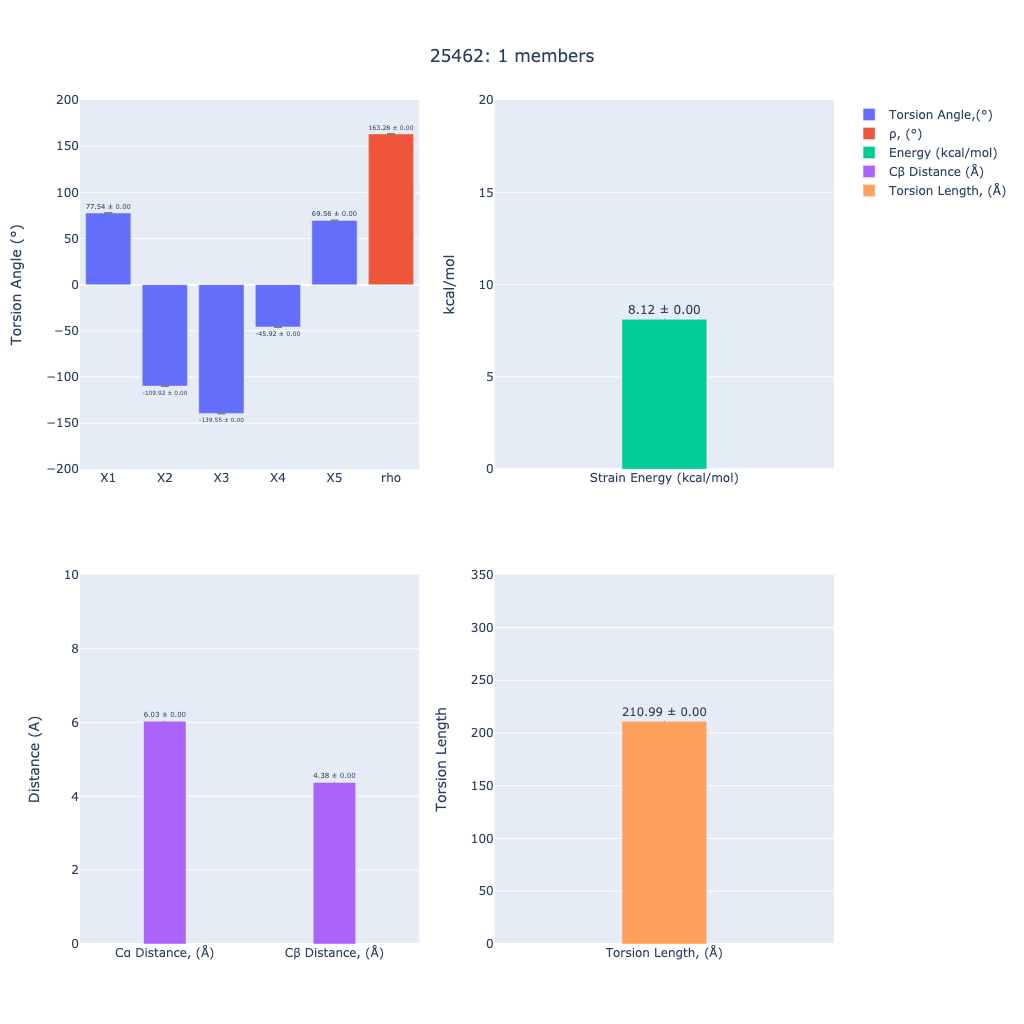 25462: 1 members
Torsion Angle (°)
200
150
100
50
0
−50
−100
−150
−200
77.54 ± 0.00
-109.92 ± 0.00
-139.55 ± 0.00
-45.92 ± 0.00
69.56 ± 0.00
163.28 ± 0.00
X1 X2 X3 X4 X5 rho
kcal/mol
20
15
10
5
0
8.12 ± 0.00
Strain Energy (kcal/mol)
Torsion Angle,(°)
ρ, (°)
Energy (kcal/mol)
Cβ Distance (Å)
Torsion Length, (Å)
Distance (A)
10
8
6
4
2
0
6.03 ± 0.00
4.38 ± 0.00
Cα Distance, (Å) Cβ Distance, (Å)
Torsion Length
350
300
250
200
150
100
50
0
210.99 ± 0.00
Torsion Length, (Å)